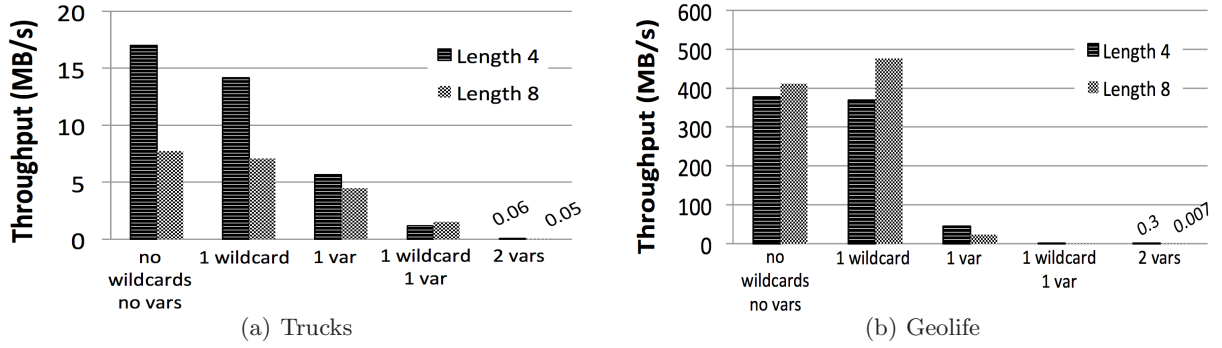 Throughput (MB/s)
20
15
10
5
0
Length 4
Length 8
0.06
0.05
no
wildcards
no vars
1 wildcard
1 var
1 wildcard
1 var
2 vars
(a) Trucks
Throughput (MB/s)
600
500
400
300
200
100
0
Length 4
Length 8
0.3
0.007
no
wildcards
no vars
1 wildcard
1 var
1 wildcard
1 var
2 vars
(b) Geolife